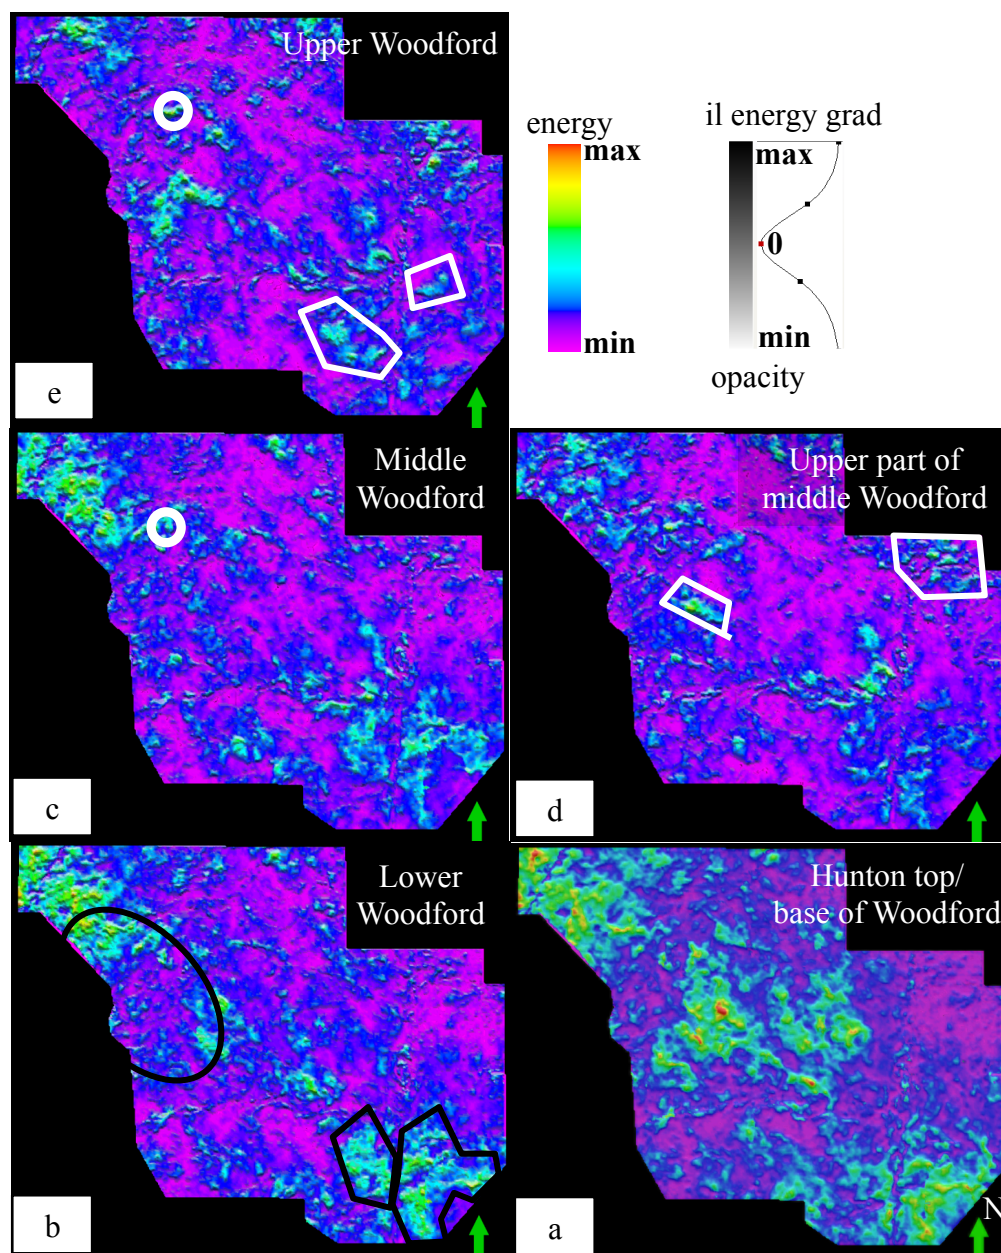 Upper Woodford
e
energy
max
min
il energy grad
max
0
min
opacity
Middle
Woodford
c
Upper part of
middle Woodford
d
Lower
Woodford
b
Hunton top/
base of Woodford
a
N